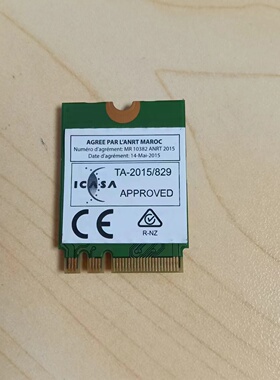 AGREE PAR L'ANRT MAROC
Numéro d'agrément: MR 10382 ANRT 2015
Date d'agrément: 14-Mai-2015
ICASA
TA-2015/829
APPROVED
CE
R-NZ